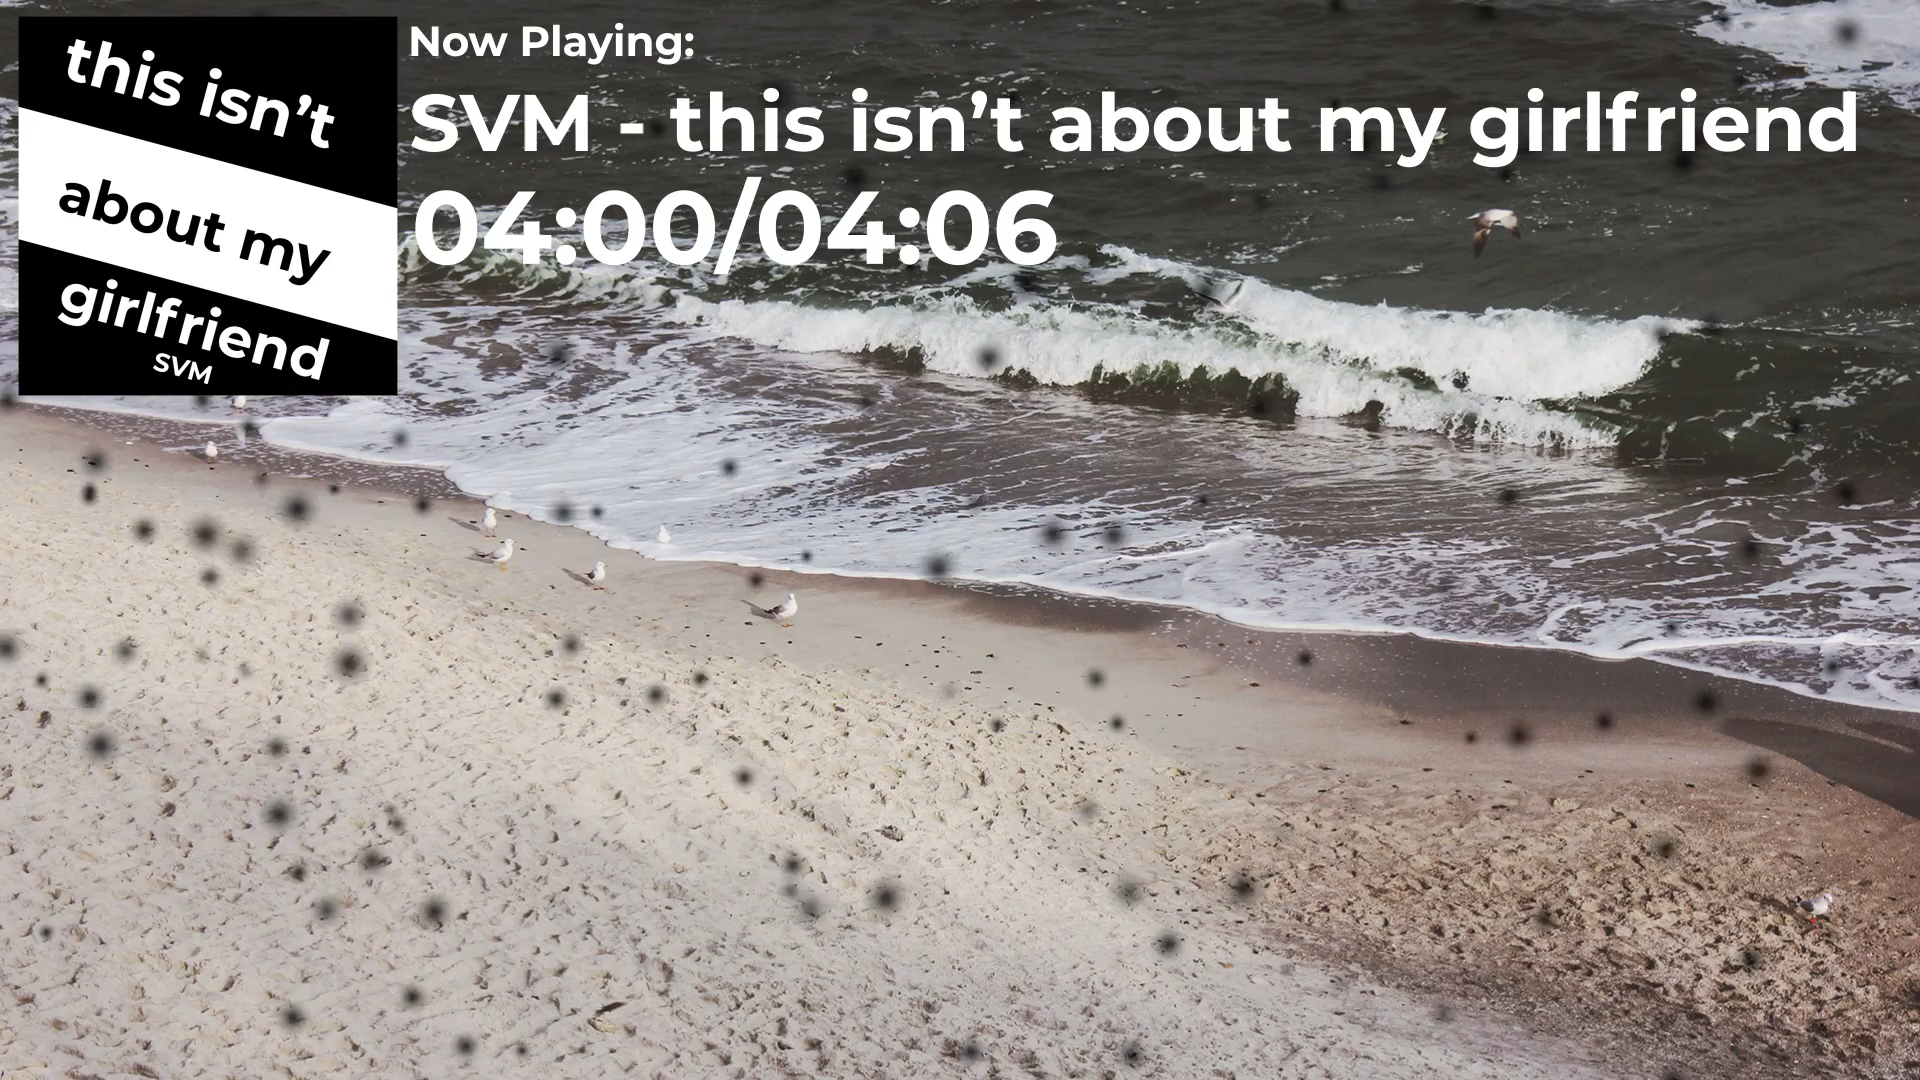 this isn’t
about my
girlfriend
SVM
Now Playing:
SVM - this isn’t about my girlfriend
04:00/04:06